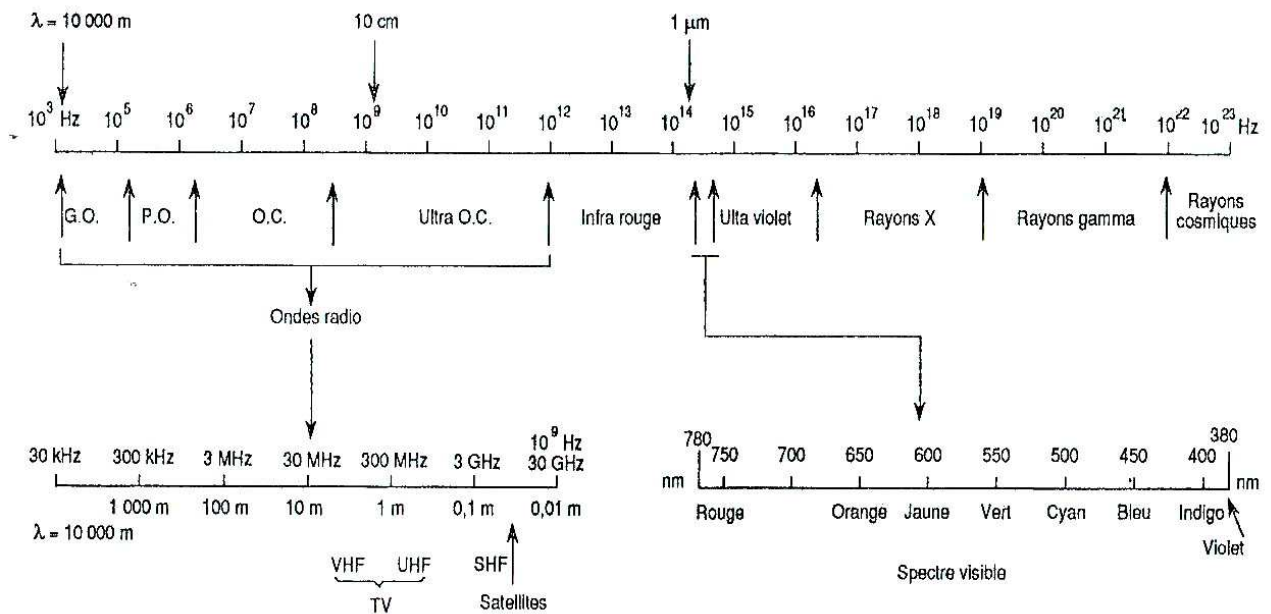 λ = 10 000 m 10 cm 1 µm
10³ Hz 10⁵ 10⁶ 10⁷ 10⁸ 10⁹ 10¹⁰ 10¹¹ 10¹² 10¹³ 10¹⁴ 10¹⁵ 10¹⁶ 10¹⁷ 10¹⁸ 10¹⁹ 10²⁰ 10²¹ 10²² 10²³ Hz
G.O. P.O. O.C. Ultra O.C. Infra rouge Ulta violet Rayons X Rayons gamma Rayons
cosmiques
Ondes radio
10⁹ Hz
30 kHz 300 kHz 3 MHz 30 MHz 300 MHz 3 GHz 30 GHz
1 000 m 100 m 10 m 1 m 0,1 m 0,01 m
λ = 10 000 m
VHF UHF SHF
TV Satellites
780 380
750 700 650 600 550 500 450 400
nm nm
Rouge Orange Jaune Vert Cyan Bleu Indigo
Violet
Spectre visible